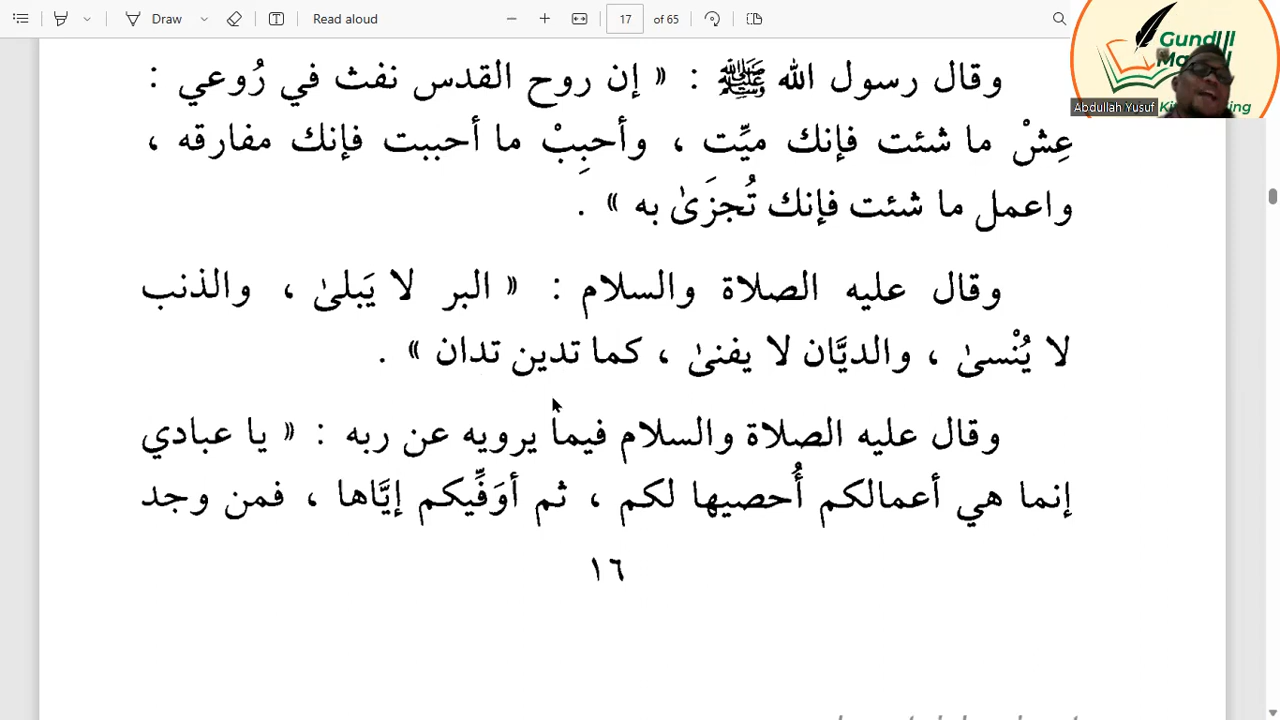 Draw
Read aloud
17 of 65
Gundul
Abdullah Yusuf
وقال رسول الله ﷺ : « إن روح القدس نفث في رُوعي :
عِشْ ما شئت فإنك ميِّت ، وأحبِبْ ما أحببت فإنك مفارقه ،
واعمل ما شئت فإنك تُجزَىٰ به » .
وقال عليه الصلاة والسلام : « البر لا يَبلىٰ ، والذنب
لا يُنْسىٰ ، والديَّان لا يفنىٰ ، كما تدين تدان » .
وقال عليه الصلاة والسلام فيما يرويه عن ربه : « يا عبادي
إنما هي أعمالكم أُحصيها لكم ، ثم أوَفِّيكم إيَّاها ، فمن وجد
١٦